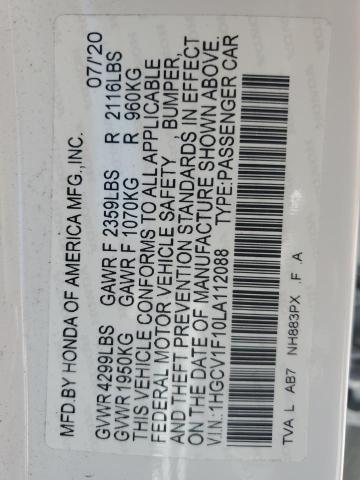 MFD.BY HONDA OF AMERICA MFG.,INC. 07/'20
GVWR 4299LBS GAWR F 2359LBS R 2116LBS
GVWR 1950KG GAWR F 1070KG R 960KG
THIS VEHICLE CONFORMS TO ALL APPLICABLE
FEDERAL MOTOR VEHICLE SAFETY , BUMPER,
AND THEFT PREVENTION STANDARDS IN EFFECT
ON THE DATE OF MANUFACTURE SHOWN ABOVE.
V.I.N:1HGCV1F10LA112088 TYPE:PASSENGER CAR
TVA L AB7 NH883PX .F .A